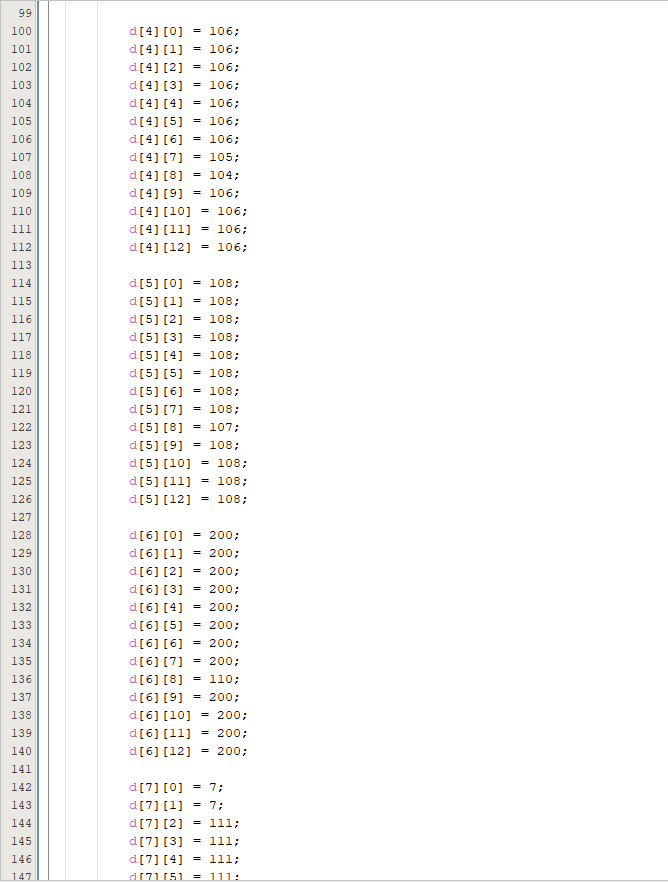 99
100 d[4][0] = 106;
101 d[4][1] = 106;
102 d[4][2] = 106;
103 d[4][3] = 106;
104 d[4][4] = 106;
105 d[4][5] = 106;
106 d[4][6] = 106;
107 d[4][7] = 105;
108 d[4][8] = 104;
109 d[4][9] = 106;
110 d[4][10] = 106;
111 d[4][11] = 106;
112 d[4][12] = 106;
113
114 d[5][0] = 108;
115 d[5][1] = 108;
116 d[5][2] = 108;
117 d[5][3] = 108;
118 d[5][4] = 108;
119 d[5][5] = 108;
120 d[5][6] = 108;
121 d[5][7] = 108;
122 d[5][8] = 107;
123 d[5][9] = 108;
124 d[5][10] = 108;
125 d[5][11] = 108;
126 d[5][12] = 108;
127
128 d[6][0] = 200;
129 d[6][1] = 200;
130 d[6][2] = 200;
131 d[6][3] = 200;
132 d[6][4] = 200;
133 d[6][5] = 200;
134 d[6][6] = 200;
135 d[6][7] = 200;
136 d[6][8] = 110;
137 d[6][9] = 200;
138 d[6][10] = 200;
139 d[6][11] = 200;
140 d[6][12] = 200;
141
142 d[7][0] = 7;
143 d[7][1] = 7;
144 d[7][2] = 111;
145 d[7][3] = 111;
146 d[7][4] = 111;
147 d[7][5] = 111;